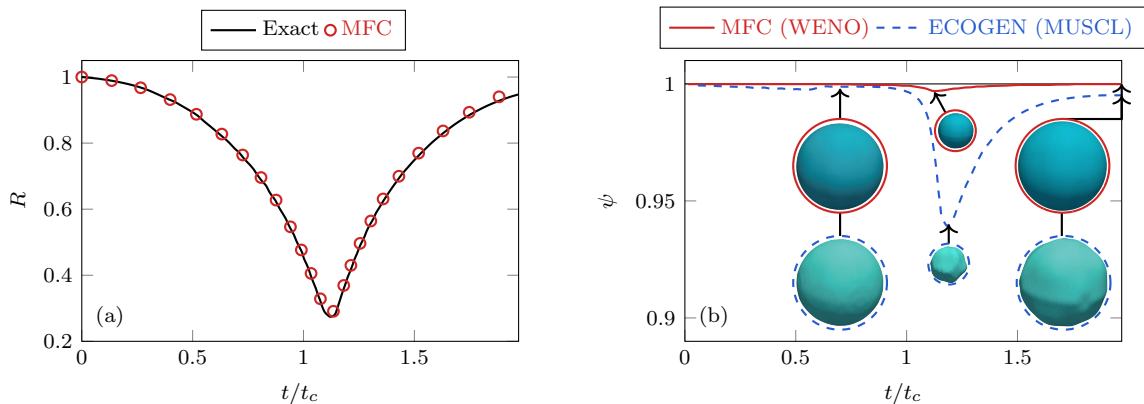 Exact MFC
1
0.8
0.6
0.4
0.2
R
(a)
0 0.5 1 1.5
t/t_c
MFC (WENO) ECOGEN (MUSCL)
1
0.95
0.9
ψ
(b)
0 0.5 1 1.5
t/t_c